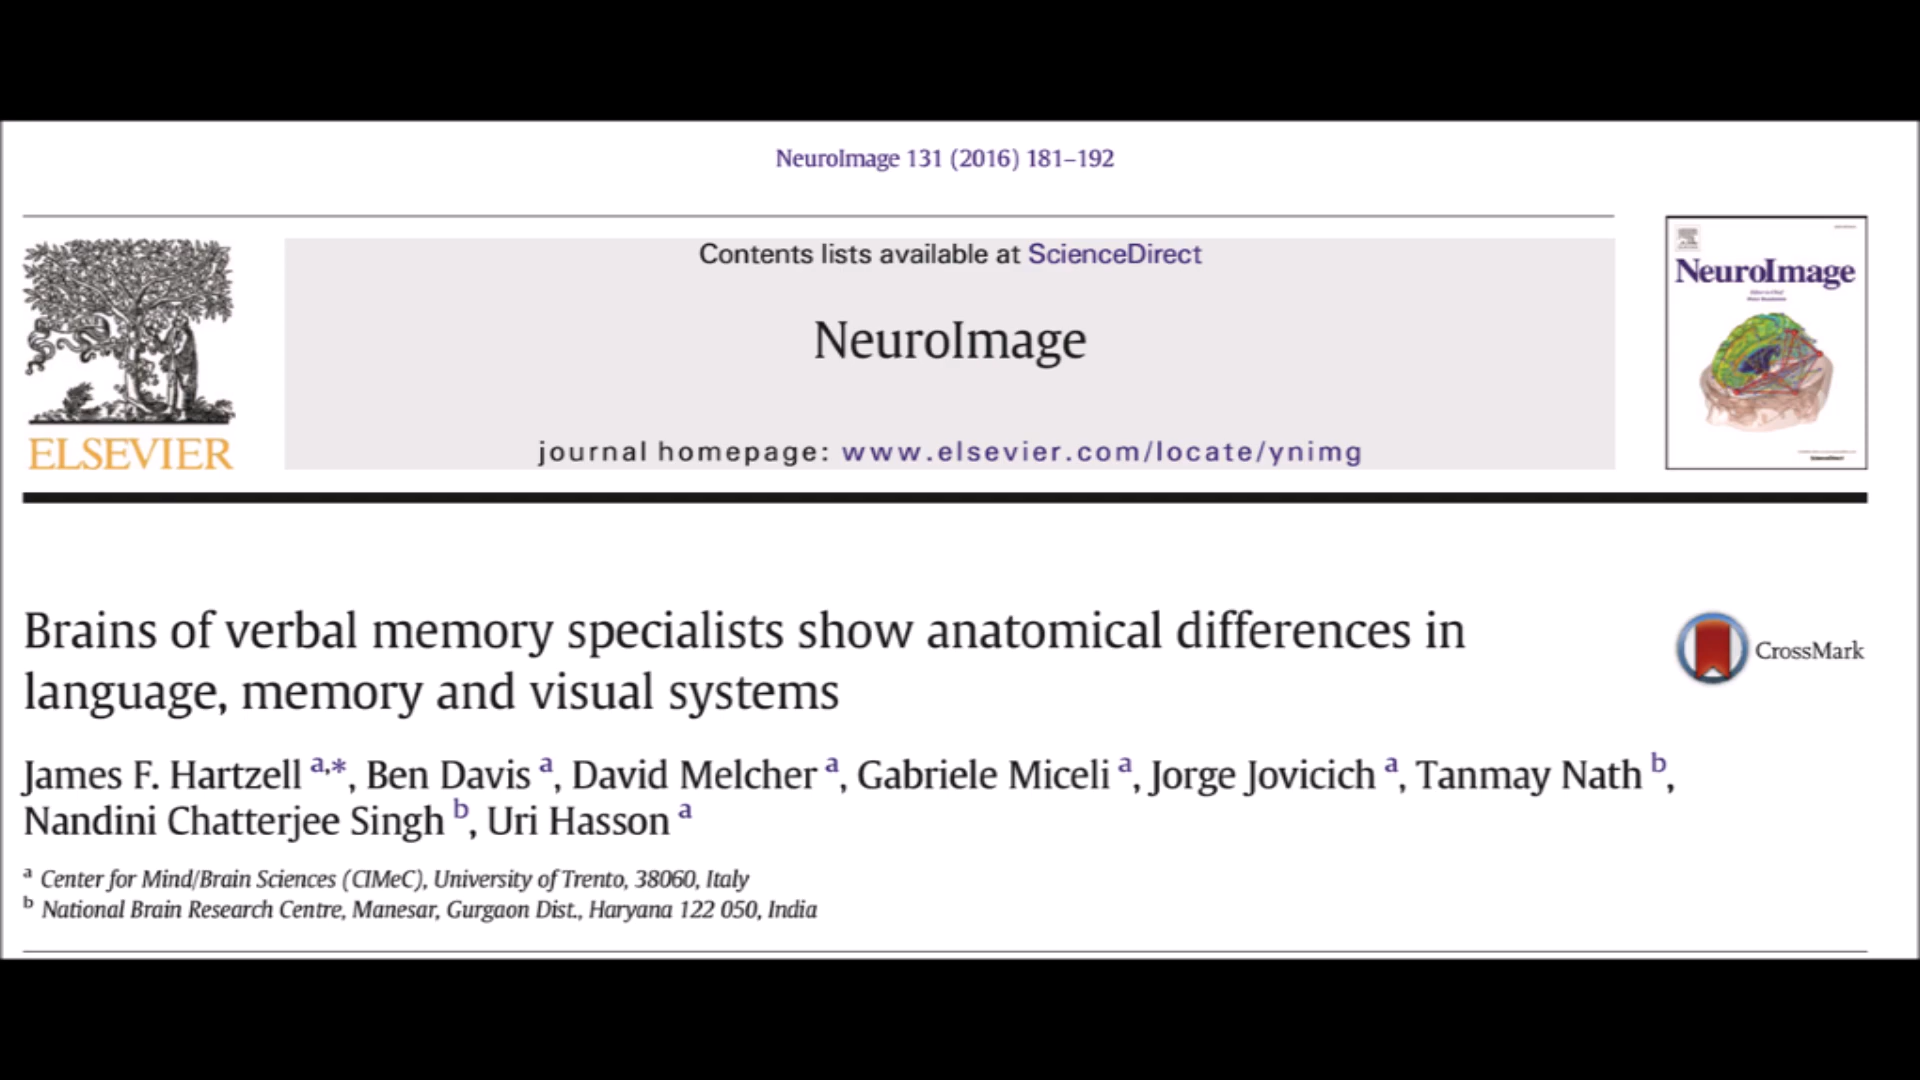 NeuroImage 131 (2016) 181–192
Contents lists available at ScienceDirect
NeuroImage
journal homepage: www.elsevier.com/locate/ynimg
ELSEVIER
NeuroImage
Brains of verbal memory specialists show anatomical differences in
language, memory and visual systems
CrossMark
James F. Hartzell a,*, Ben Davis a, David Melcher a, Gabriele Miceli a, Jorge Jovicich a, Tanmay Nath b,
Nandini Chatterjee Singh b, Uri Hasson a
a Center for Mind/Brain Sciences (CIMeC), University of Trento, 38060, Italy
b National Brain Research Centre, Manesar, Gurgaon Dist., Haryana 122 050, India